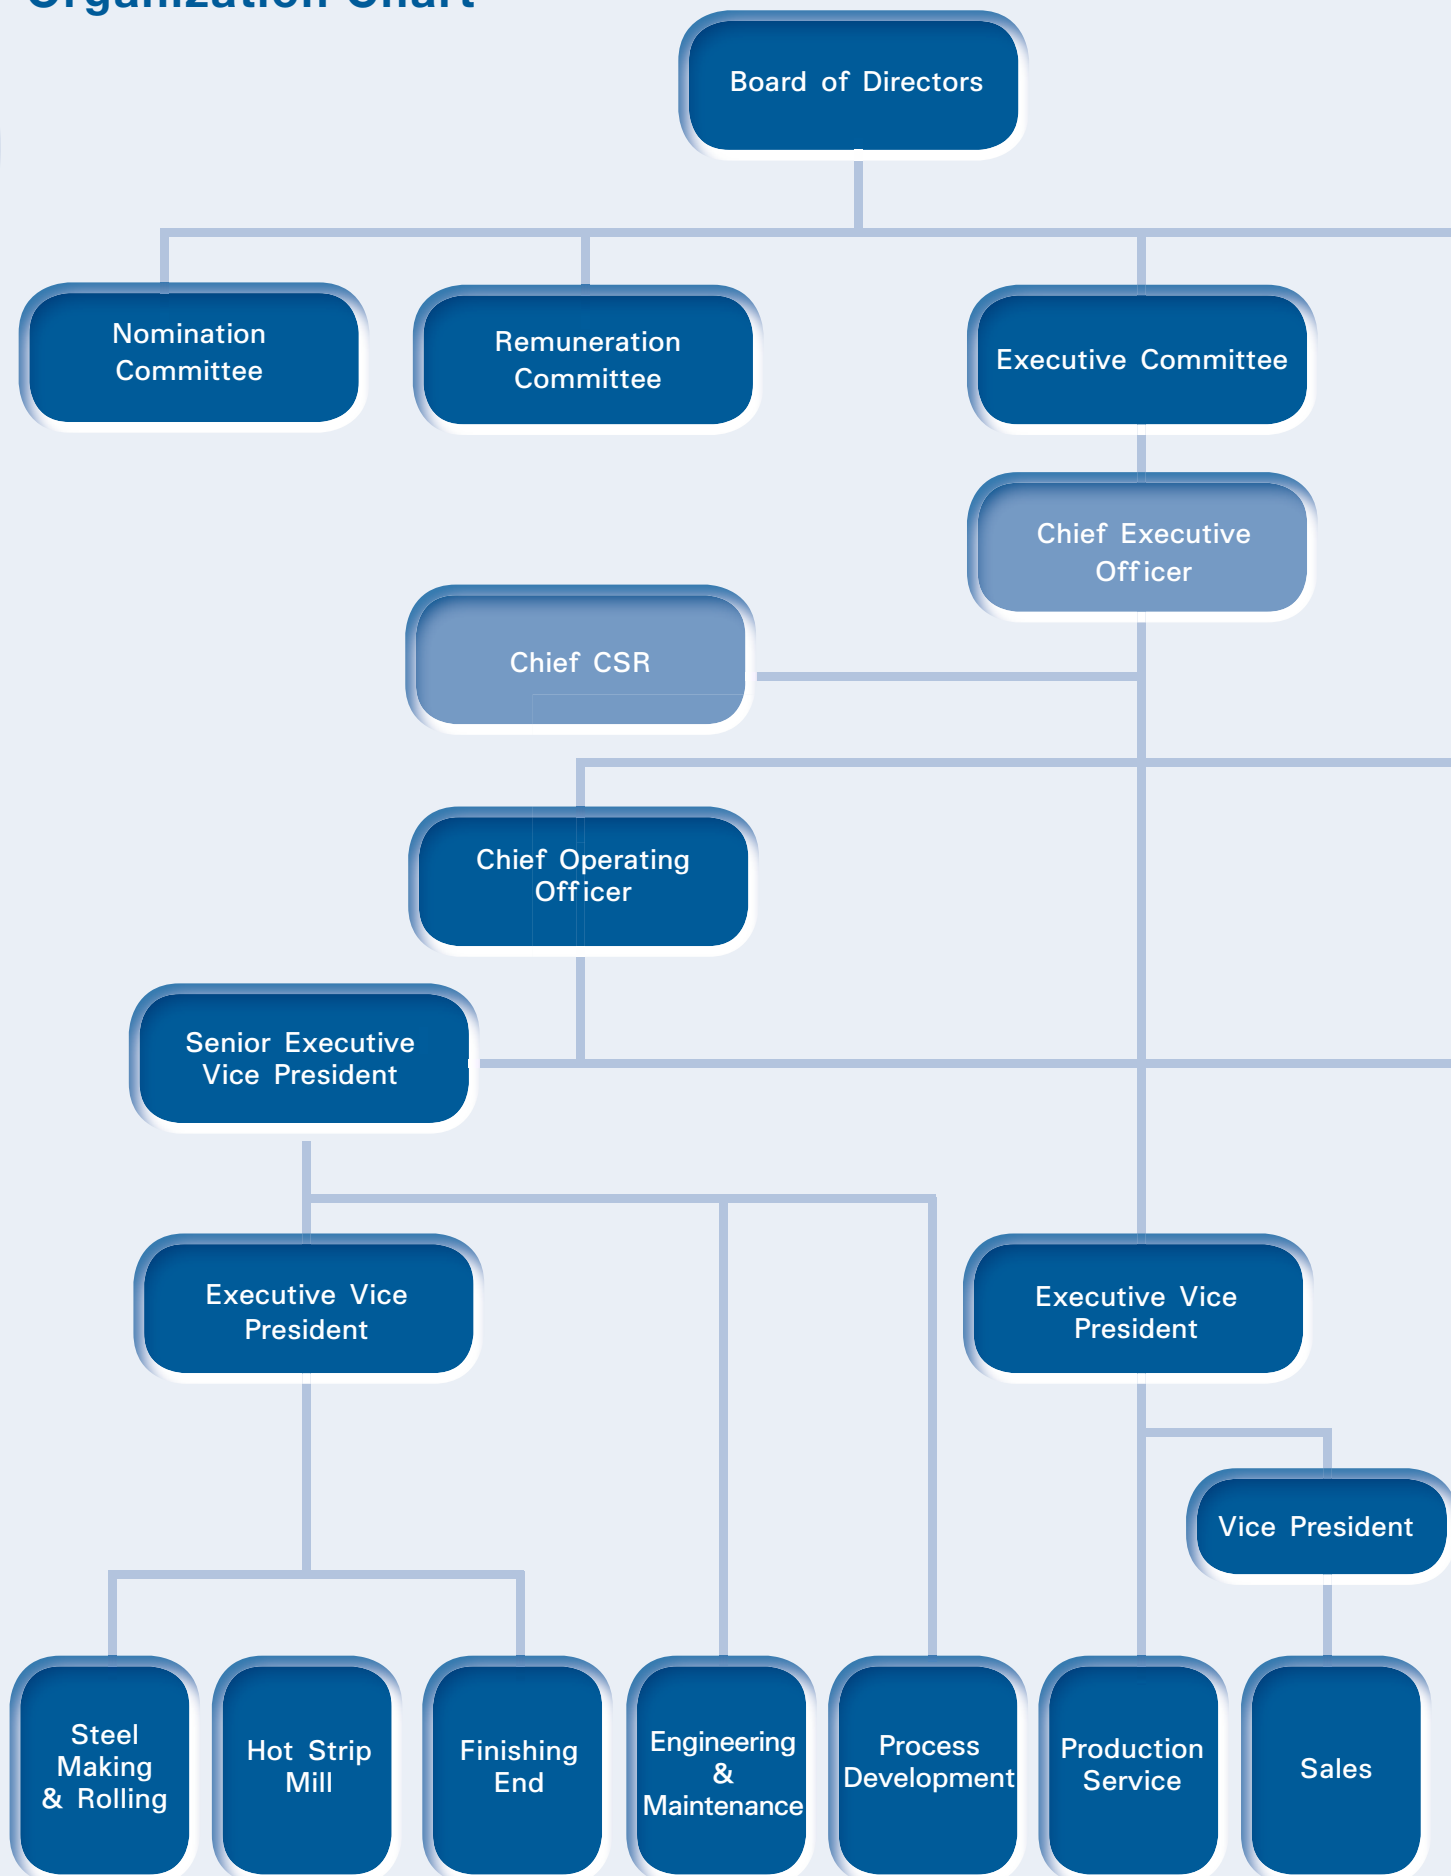 Organization Chart
Board of Directors
Nomination
Committee
Remuneration
Committee
Executive Committee
Chief Executive
Officer
Chief CSR
Chief Operating
Officer
Senior Executive
Vice President
Executive Vice
President
Executive Vice
President
Vice President
Steel
Making
& Rolling
Hot Strip
Mill
Finishing
End
Engineering
&
Maintenance
Process
Development
Production
Service
Sales